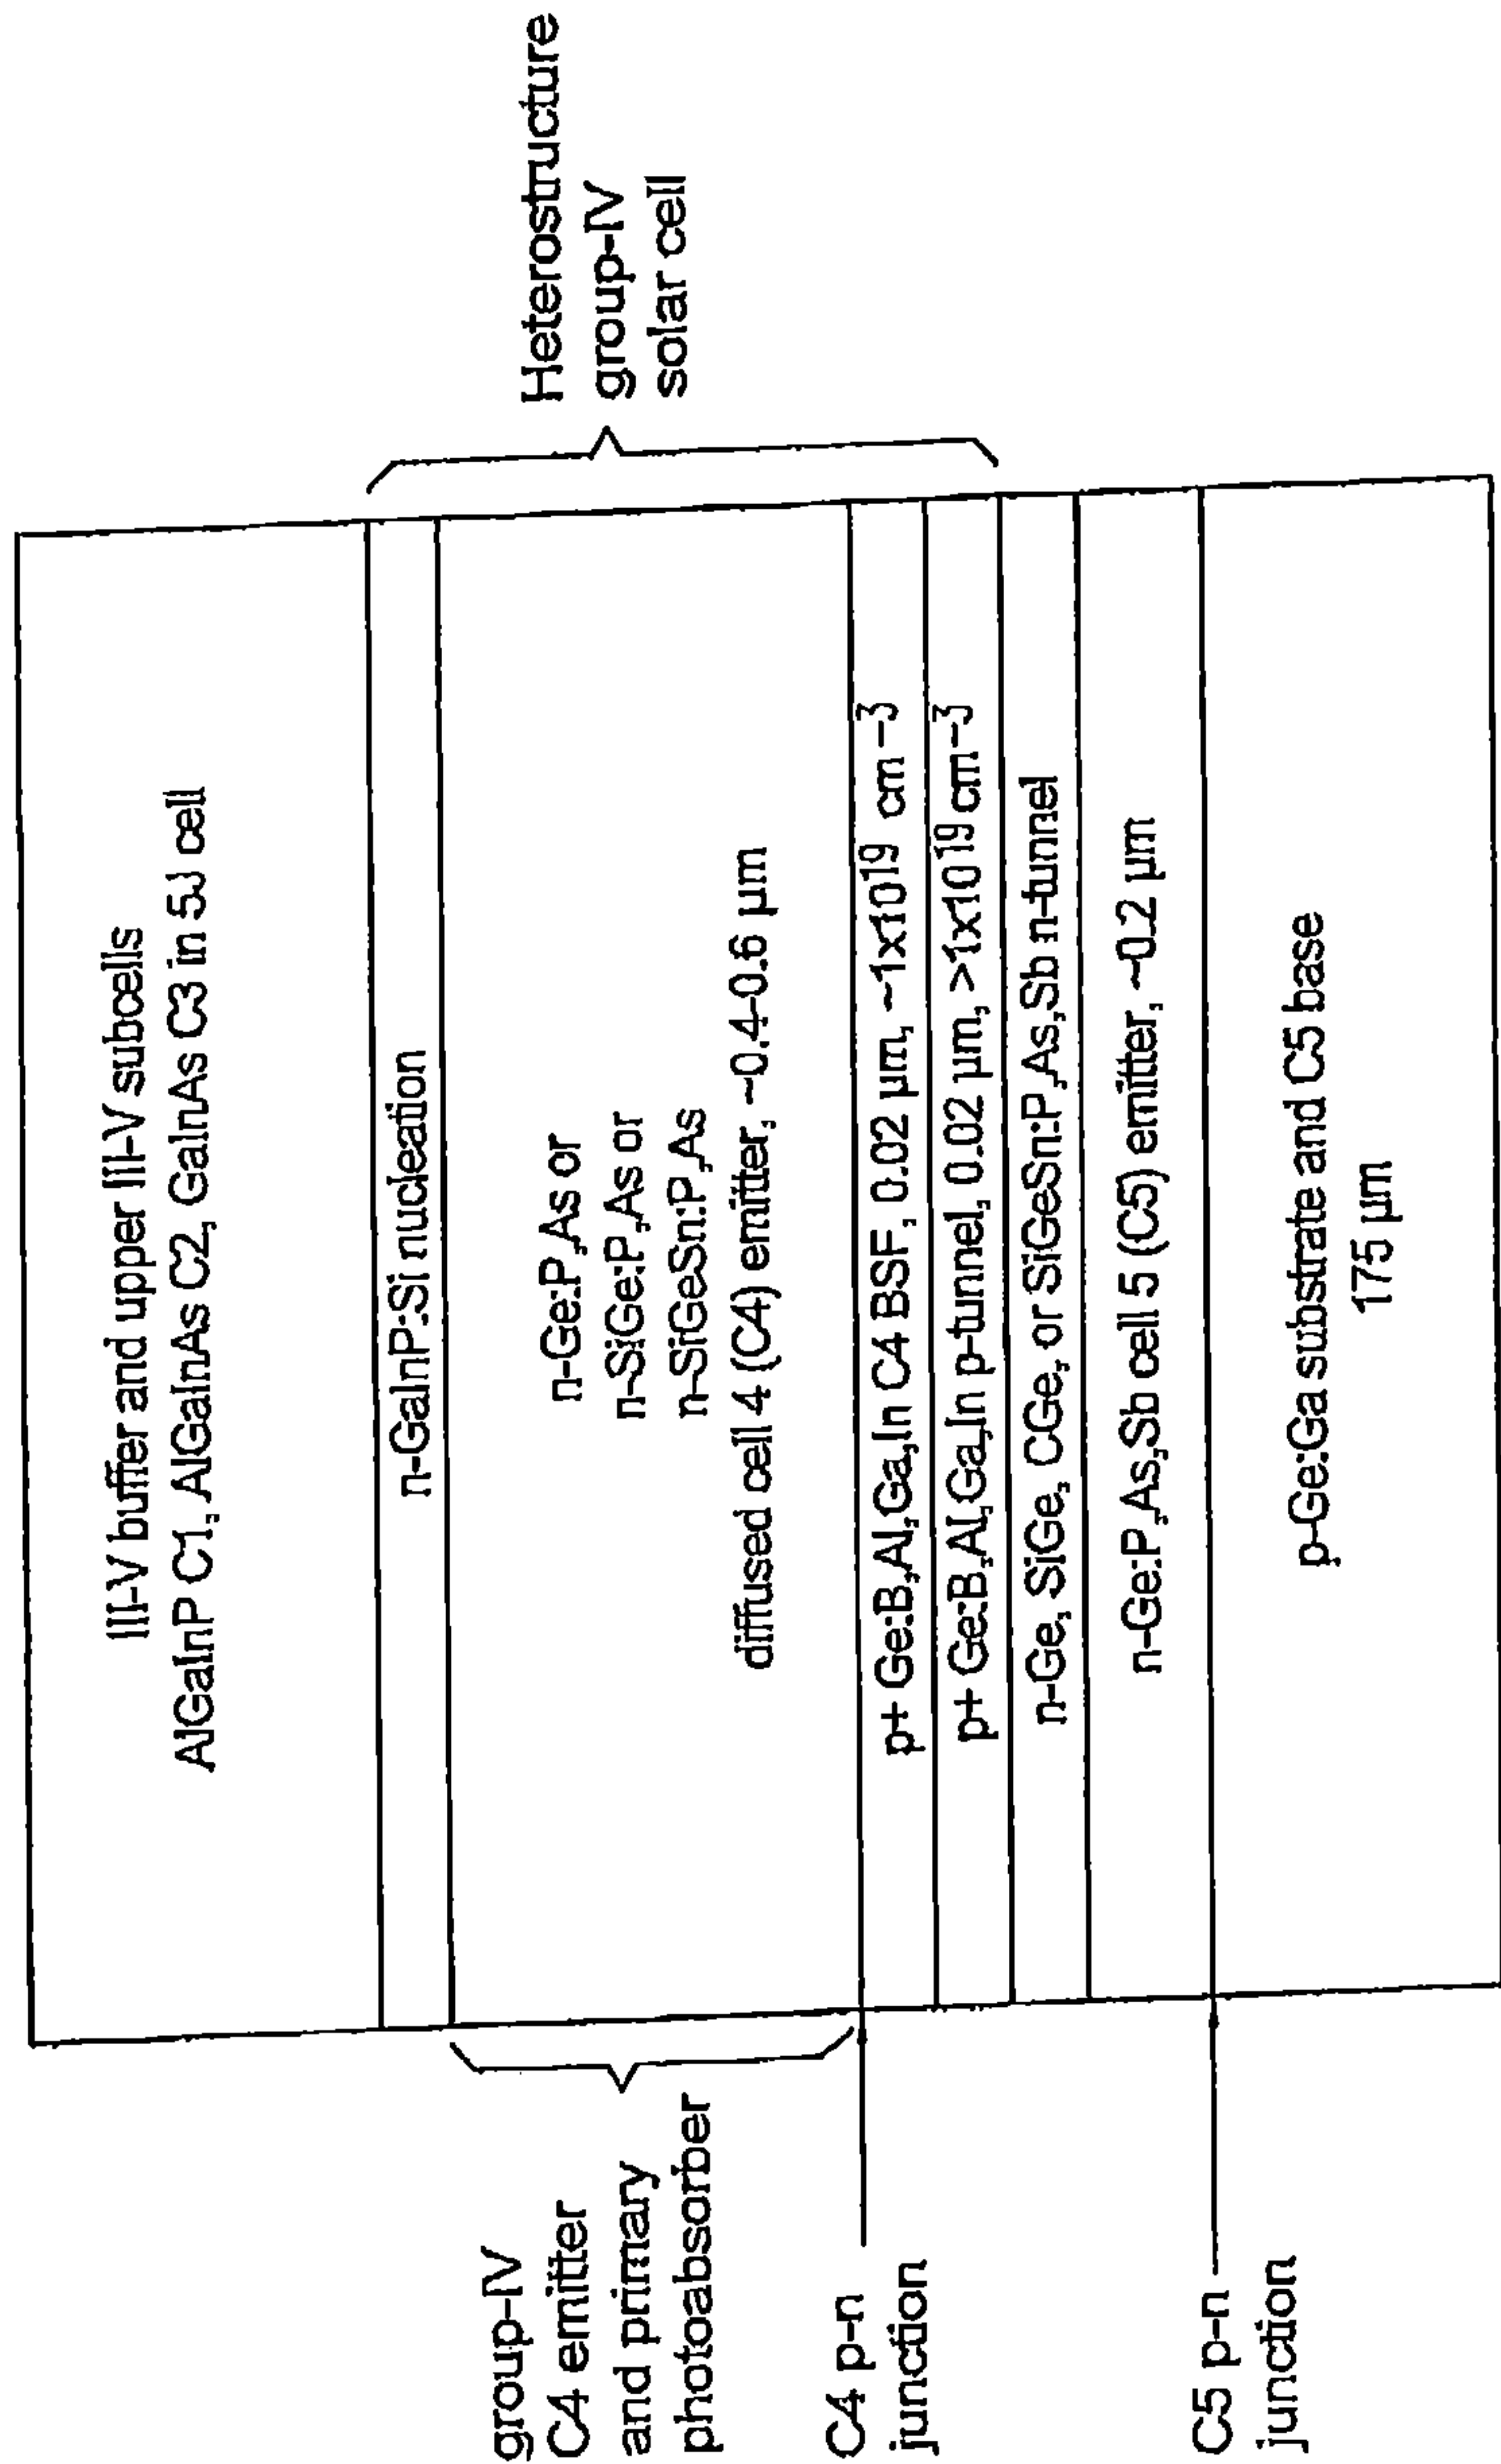 III-V buffer and upper III-V subcells
AlGaInP C1, AlGaInAs C2, GaInAs C3 in 5J cell
n-GaInP:Si nucleation
n-Ge:P,As or
n-SiGe:P,As or
n-SiGeSn:P,As
diffused cell 4 (C4) emitter, ~0.4-0.6 µm
p+ Ge:B,Al,Ga,In C4 BSF, 0.02 µm, ~1x10¹⁹ cm-³
p+ Ge:B,Al,Ga,In p-tunnel, 0.02 µm, >1x10¹⁹ cm-³
n-Ge, SiGe, CGe, or SiGeSn:P,As,Sb n-tunnel
n-Ge:P,As,Sb cell 5 (C5) emitter, ~0.2 µm
p-Ge:Ga substrate and C5 base
175 µm
group-IV
C4 emitter
and primary
photoabsorber
C4 p-n
junction
C5 p-n
junction
Heterostructure
group-IV
solar cell